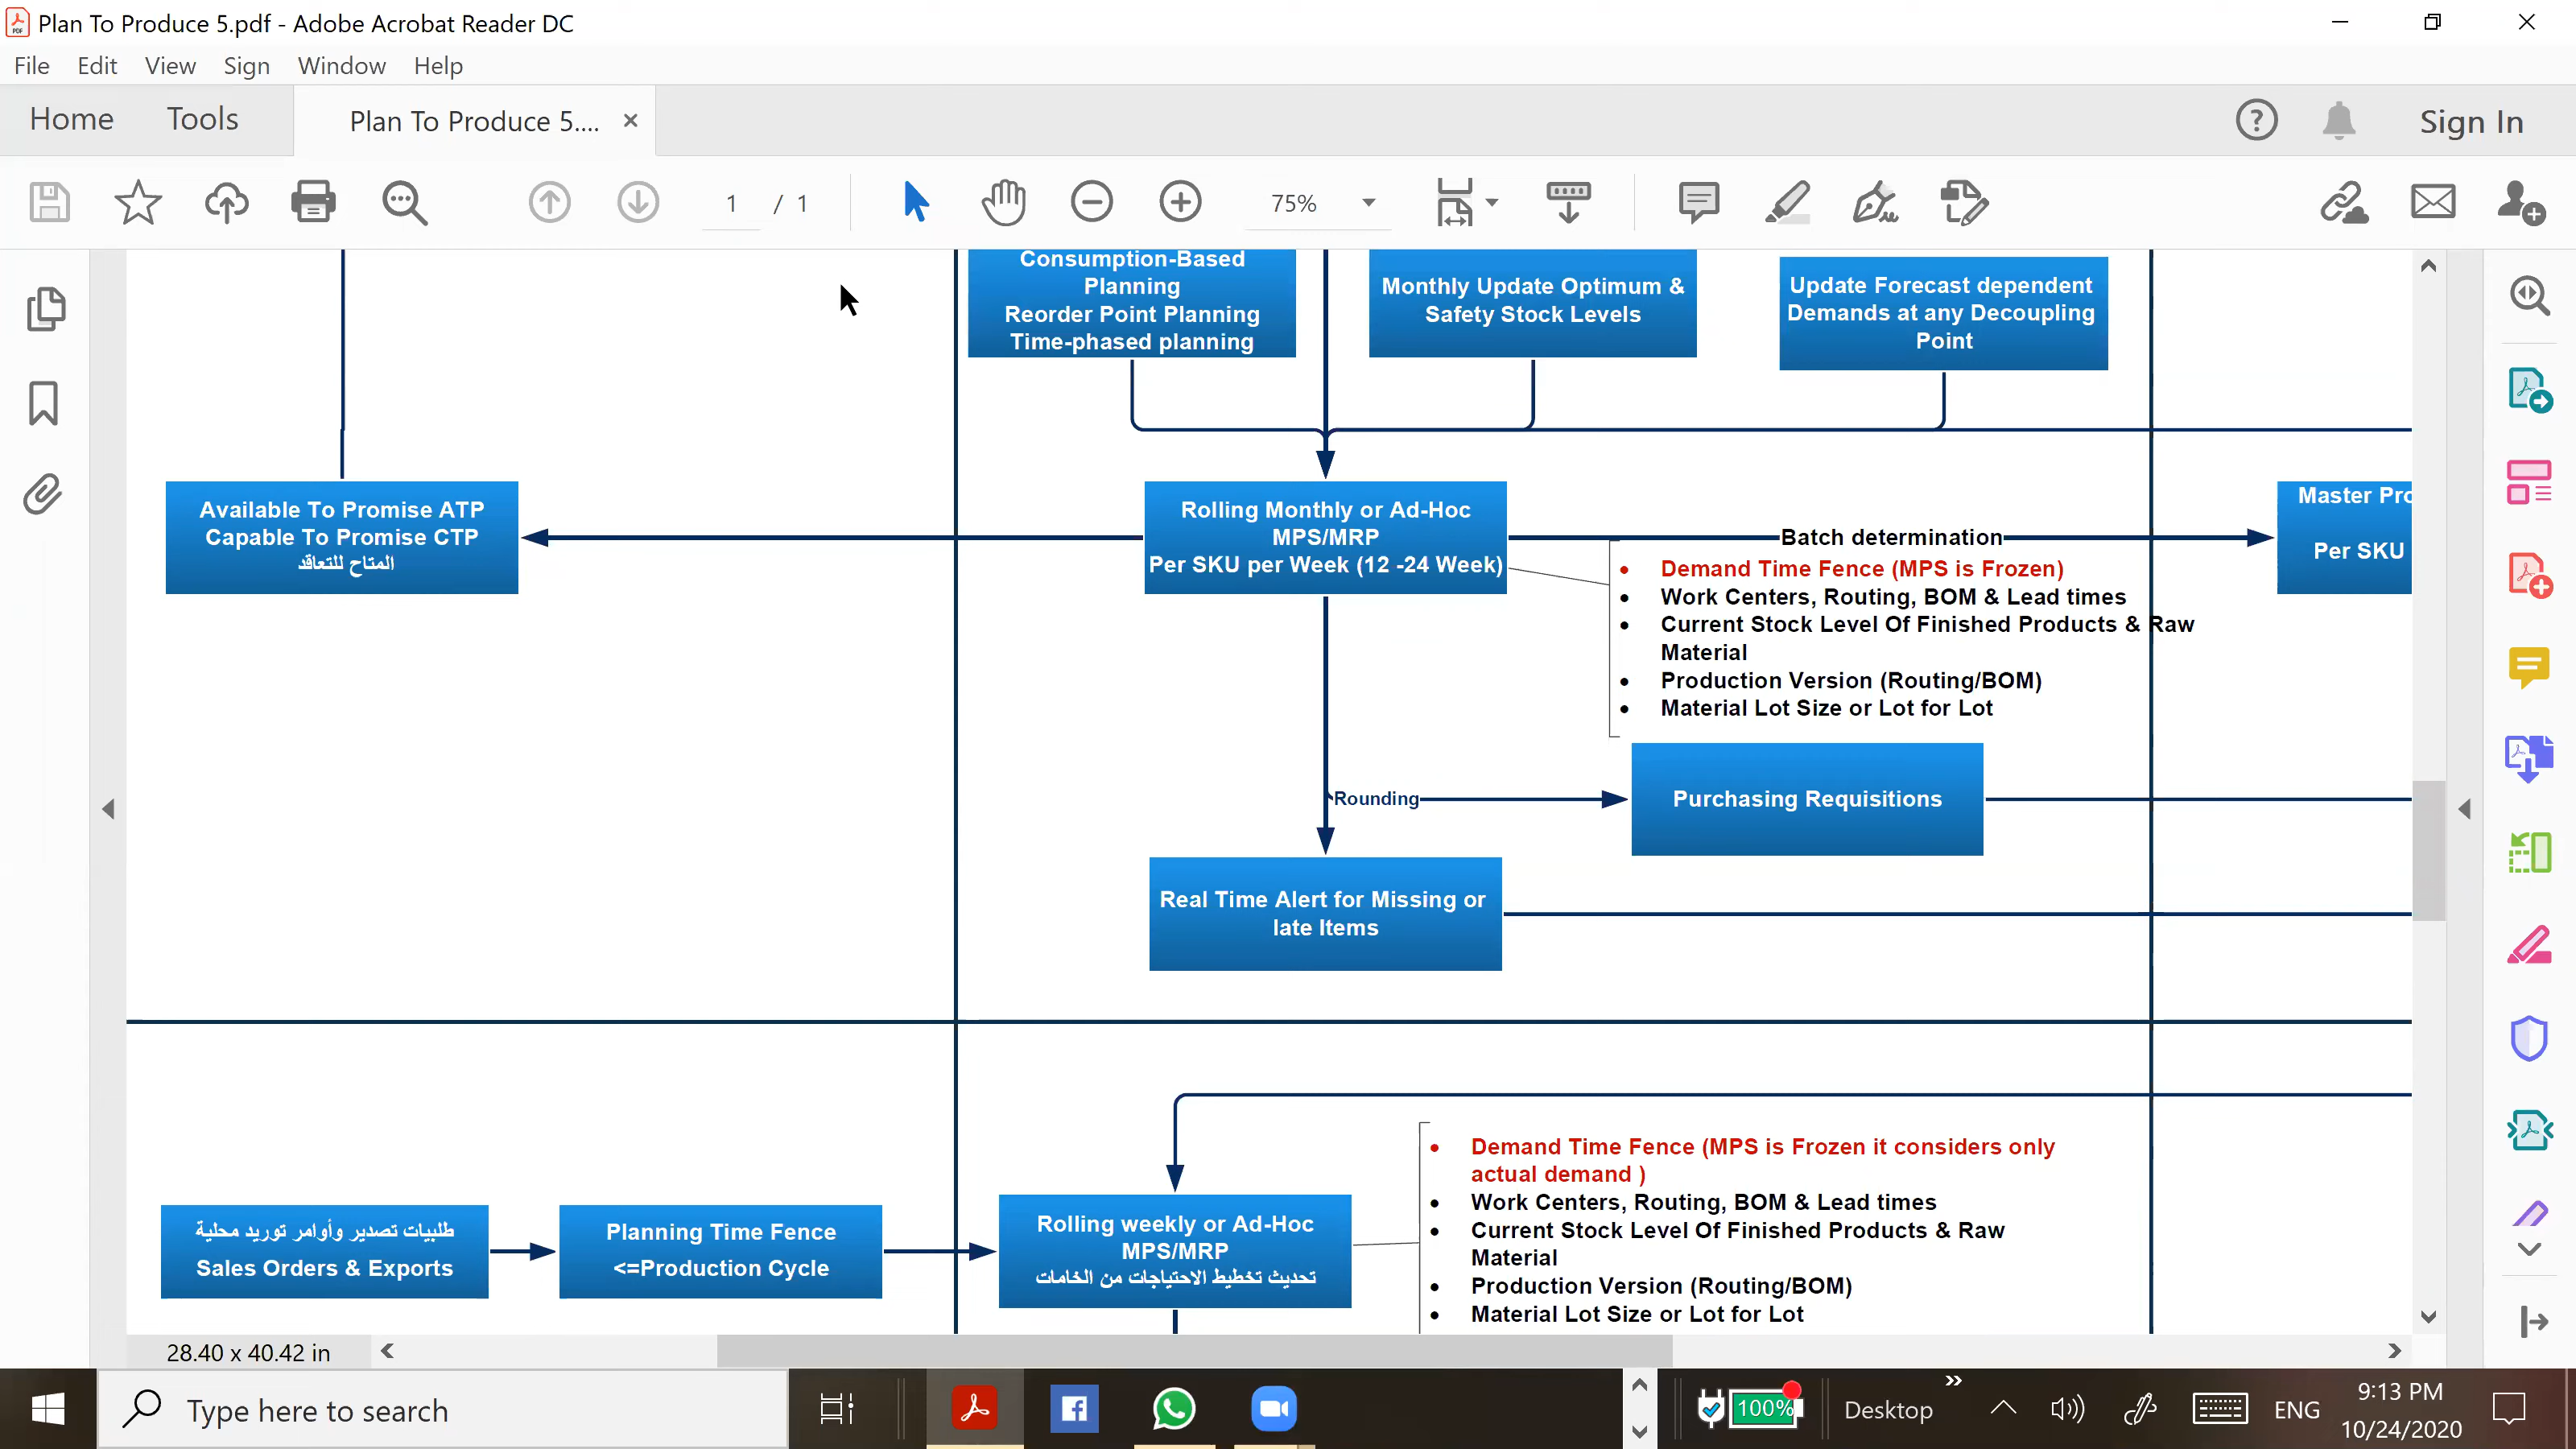 Plan To Produce 5.pdf - Adobe Acrobat Reader DC
File Edit View Sign Window Help
Home Tools Plan To Produce 5.... × Sign In
1 / 1 75%
Consumption-Based
Planning
Reorder Point Planning
Time-phased planning
Monthly Update Optimum &
Safety Stock Levels
Update Forecast dependent
Demands at any Decoupling
Point
Available To Promise ATP
Capable To Promise CTP
المتاح للتعاقد
Rolling Monthly or Ad-Hoc
MPS/MRP
Per SKU per Week (12 -24 Week)
Batch determination
• Demand Time Fence (MPS is Frozen)
• Work Centers, Routing, BOM & Lead times
• Current Stock Level Of Finished Products & Raw
Material
• Production Version (Routing/BOM)
• Material Lot Size or Lot for Lot
Master Pro
Per SKU
Rounding
Purchasing Requisitions
Real Time Alert for Missing or
late Items
• Demand Time Fence (MPS is Frozen it considers only
actual demand )
• Work Centers, Routing, BOM & Lead times
• Current Stock Level Of Finished Products & Raw
Material
• Production Version (Routing/BOM)
• Material Lot Size or Lot for Lot
طلبيات تصدير وأوامر توريد محلية
Sales Orders & Exports
Planning Time Fence
<=Production Cycle
Rolling weekly or Ad-Hoc
MPS/MRP
تحديث تخطيط الاحتياجات من الخامات
28.40 x 40.42 in
Type here to search
100%
Desktop
ENG
9:13 PM
10/24/2020